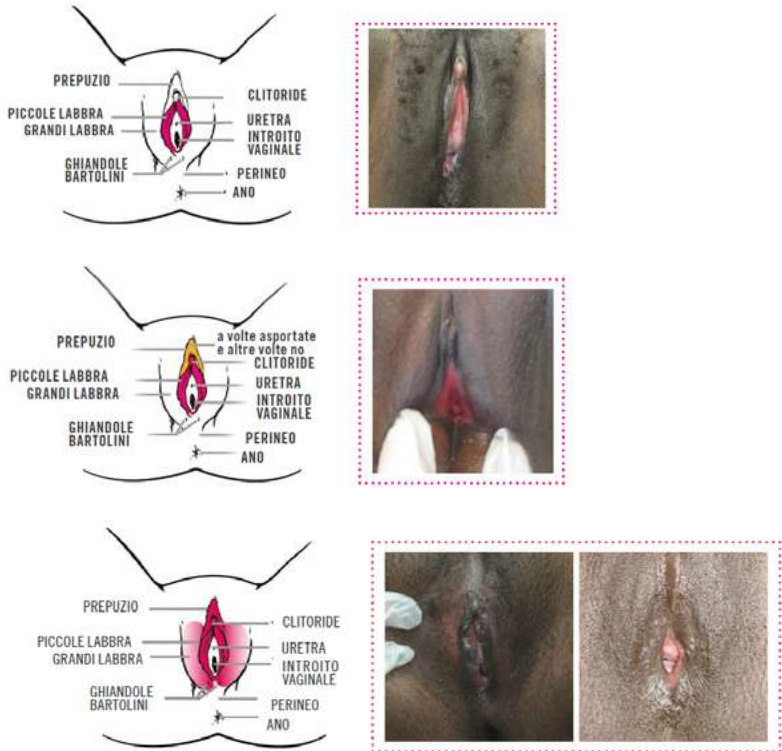 PREPUZIO
CLITORIDE
PICCOLE LABBRA
GRANDI LABBRA
URETRA
INTROITO
VAGINALE
GHIANDOLE
BARTOLINI
PERINEO
ANO
PREPUZIO
a volte asportate
e altre volte no
CLITORIDE
PICCOLE LABBRA
GRANDI LABBRA
URETRA
INTROITO
VAGINALE
GHIANDOLE
BARTOLINI
PERINEO
ANO
PREPUZIO
CLITORIDE
PICCOLE LABBRA
GRANDI LABBRA
URETRA
INTROITO
VAGINALE
GHIANDOLE
BARTOLINI
PERINEO
ANO